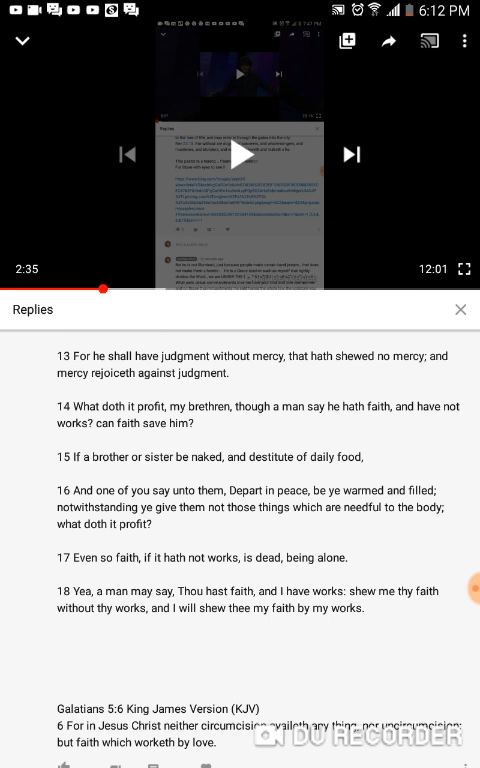 6:12 PM
Replies
2:35
12:01
Replies
13 For he shall have judgment without mercy, that hath shewed no mercy; and
mercy rejoiceth against judgment.
14 What doth it profit, my brethren, though a man say he hath faith, and have not
works? can faith save him?
15 If a brother or sister be naked, and destitute of daily food,
16 And one of you say unto them, Depart in peace, be ye warmed and filled;
notwithstanding ye give them not those things which are needful to the body;
what doth it profit?
17 Even so faith, if it hath not works, is dead, being alone.
18 Yea, a man may say, Thou hast faith, and I have works: shew me thy faith
without thy works, and I will shew thee my faith by my works.
Galatians 5:6 King James Version (KJV)
6 For in Jesus Christ neither circumcision availeth any thing, nor uncircumcision;
but faith which worketh by love.
DU RECORDER